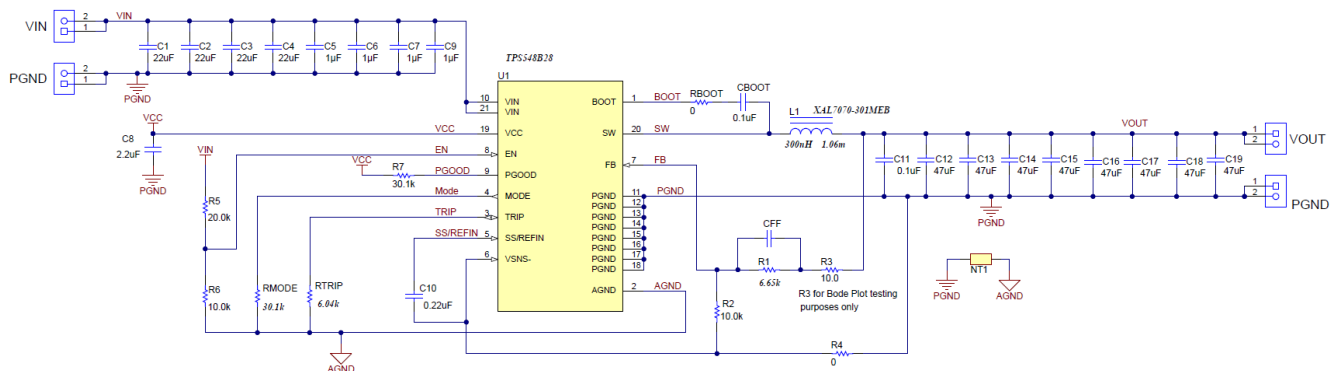 VIN
2
1
VIN
C1
22uF
C2
22uF
C3
22uF
C4
22uF
C5
1µF
C6
1µF
C7
1µF
C9
1µF
PGND
2
1
PGND
TPS548B28
U1
10
VIN
21
VIN
19
VCC
8
EN
9
PGOOD
4
MODE
3
TRIP
5
SS/REFIN
6
VSNS-
BOOT
1
SW
20
FB
7
PGND
11
PGND
12
PGND
13
PGND
14
PGND
15
PGND
16
PGND
17
PGND
18
AGND
2
VCC
C8
2.2uF
PGND
VCC
EN
VIN
VCC
R7
30.1k
PGOOD
Mode
TRIP
SS/REFIN
R5
20.0k
R6
10.0k
RMODE
30.1k
RTRIP
6.04k
C10
0.22uF
AGND
BOOT
RBOOT
0
CBOOT
0.1uF
SW
L1
XAL7070-301MEB
300nH 1.06m
FB
PGND
AGND
CFF
R1
6.65k
R3
10.0
R3 for Bode Plot testing
purposes only
R2
10.0k
R4
0
VOUT
C11
0.1uF
C12
47uF
C13
47uF
C14
47uF
C15
47uF
C16
47uF
C17
47uF
C18
47uF
C19
47uF
PGND
1
2
VOUT
1
2
PGND
NT1
PGND
AGND